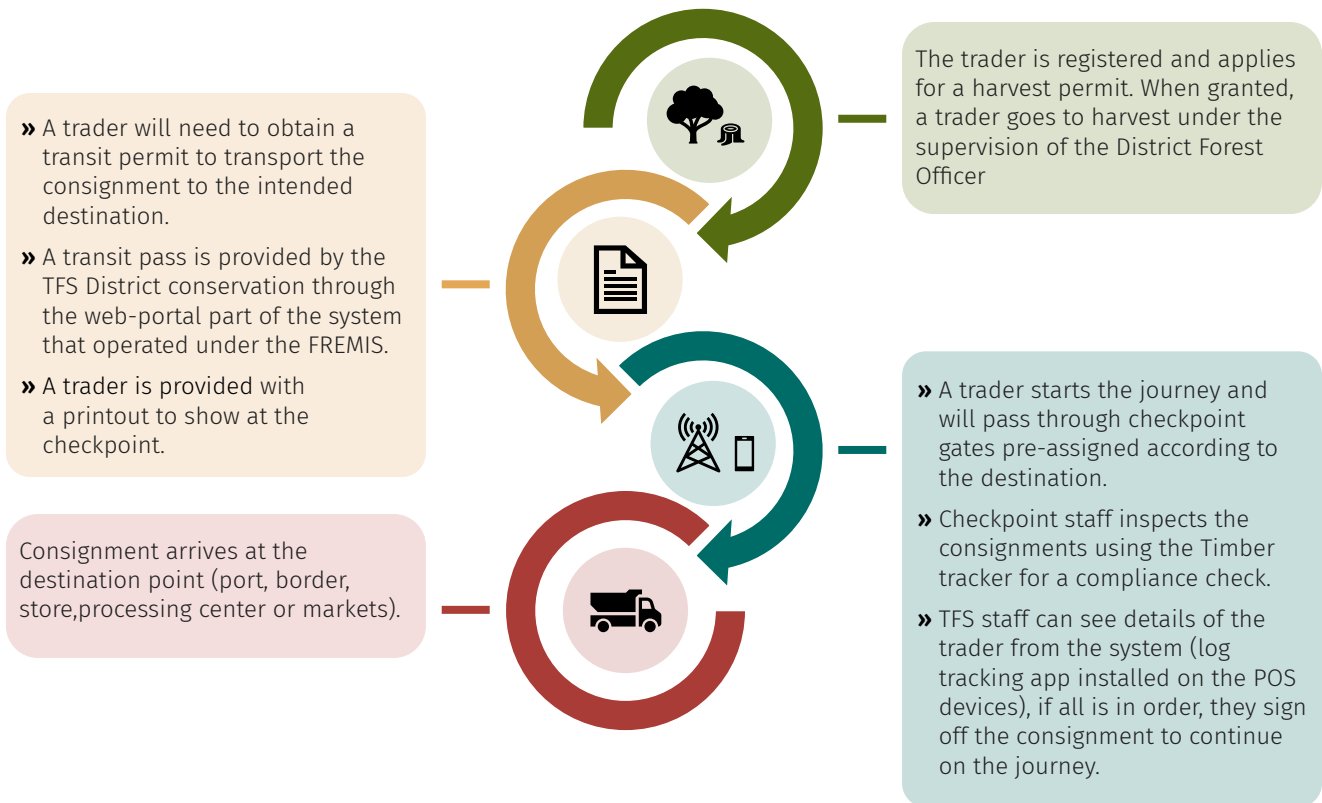 The trader is registered and applies
for a harvest permit. When granted,
a trader goes to harvest under the
supervision of the District Forest
Officer
» A trader will need to obtain a
transit permit to transport the
consignment to the intended
destination.
» A transit pass is provided by the
TFS District conservation through
the web-portal part of the system
that operated under the FREMIS.
» A trader is provided with
a printout to show at the
checkpoint.
» A trader starts the journey and
will pass through checkpoint
gates pre-assigned according to
the destination.
» Checkpoint staff inspects the
consignments using the Timber
tracker for a compliance check.
» TFS staff can see details of the
trader from the system (log
tracking app installed on the POS
devices), if all is in order, they sign
off the consignment to continue
on the journey.
Consignment arrives at the
destination point (port, border,
store,processing center or markets).